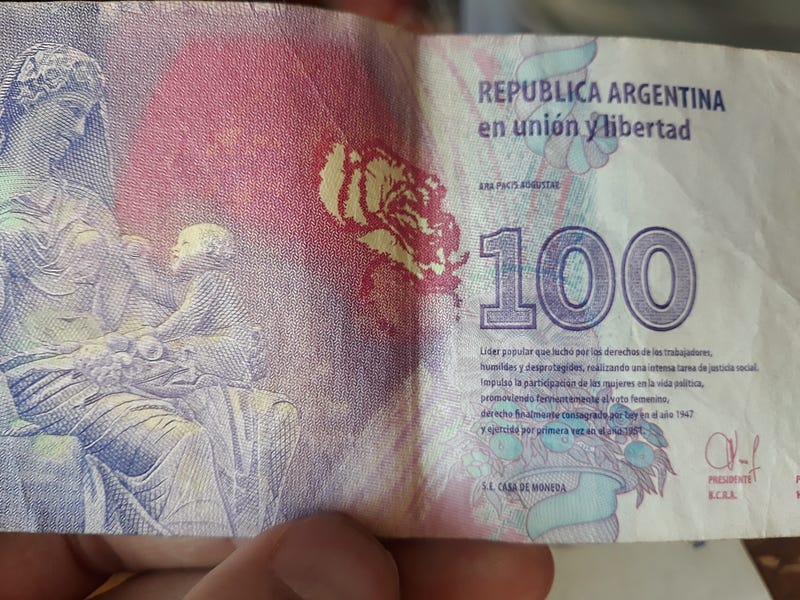 REPUBLICA ARGENTINA
en unión y libertad
ARA PACIS AUGUSTAE
100
Líder popular que luchó por los derechos de los trabajadores,
humildes y desprotegidos, realizando una intensa tarea de justicia social.
Impulsó la participación de las mujeres en la vida política,
promoviendo fervientemente el voto femenino,
derecho finalmente consagrado por Ley en el año 1947
y ejercido por primera vez en el año 1951.
S.E. CASA DE MONEDA
PRESIDENTE
B.C.R.A.